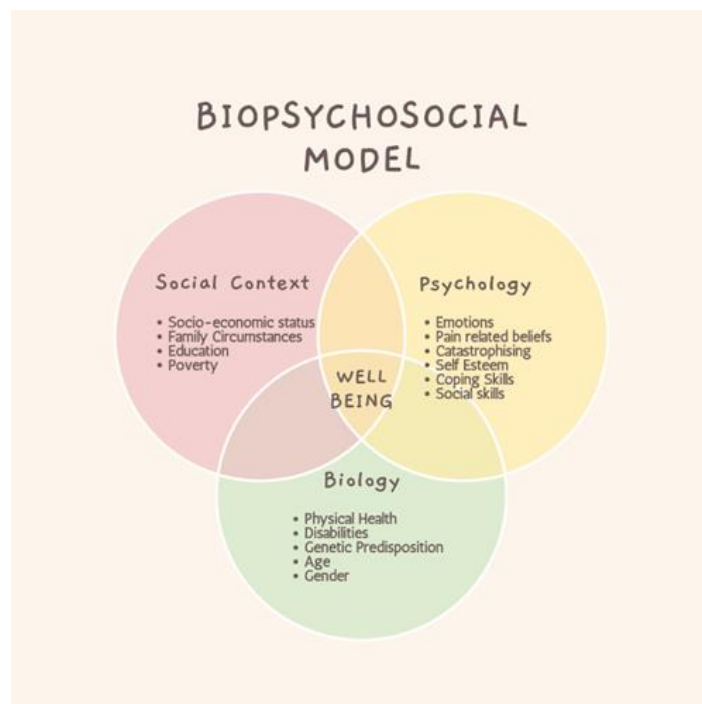 BIOPSYCHOSOCIAL
MODEL
Social Context
• Socio-economic status
• Family Circumstances
• Education
• Poverty
Psychology
• Emotions
• Pain related beliefs
• Catastrophising
• Self Esteem
• Coping Skills
• Social skills
WELL
BEING
Biology
• Physical Health
• Disabilities
• Genetic Predisposition
• Age
• Gender